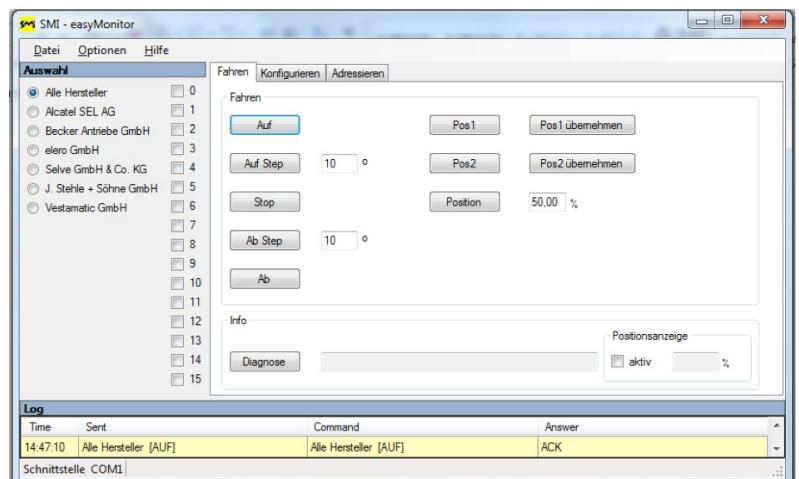 SMI - easyMonitor
Datei Optionen Hilfe
Auswahl
Alle Hersteller
Alcatel SEL AG
Becker Antriebe GmbH
elero GmbH
Selve GmbH & Co. KG
J. Stehle + Söhne GmbH
Vestamatic GmbH
0
1
2
3
4
5
6
7
8
9
10
11
12
13
14
15
Fahren Konfigurieren Adressieren
Fahren
Auf Pos1 Pos1 übernehmen
Auf Step 10 ° Pos2 Pos2 übernehmen
Stop Position 50,00 %
Ab Step 10 °
Ab
Info
Positionsanzeige
Diagnose aktiv %
Log
Time Sent Command Answer
14:47:10 Alle Hersteller [AUF] Alle Hersteller [AUF] ACK
Schnittstelle COM1